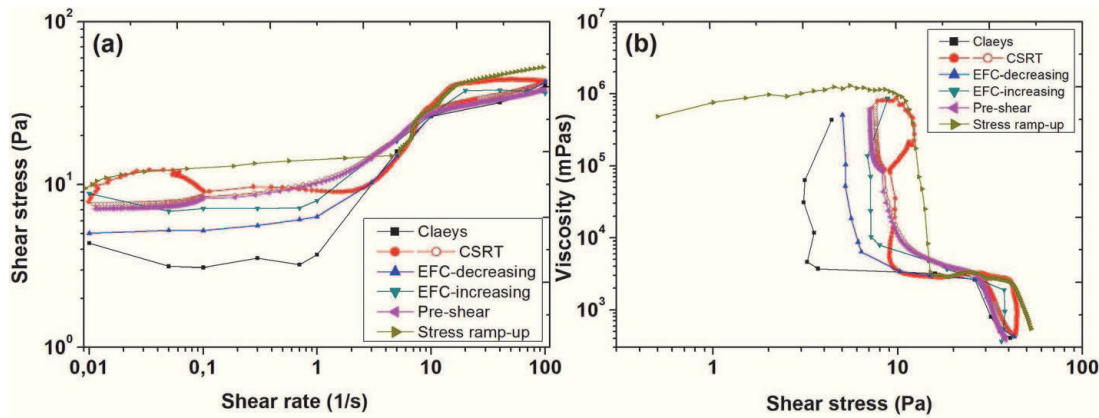 (a)
Shear stress (Pa)
10²
10¹
10⁰
Claeys
CSRT
EFC-decreasing
EFC-increasing
Pre-shear
Stress ramp-up
0,01
0,1
1
10
100
Shear rate (1/s)
(b)
Viscosity (mPas)
10⁷
10⁶
10⁵
10⁴
10³
Claeys
CSRT
EFC-decreasing
EFC-increasing
Pre-shear
Stress ramp-up
1
10
100
Shear stress (Pa)